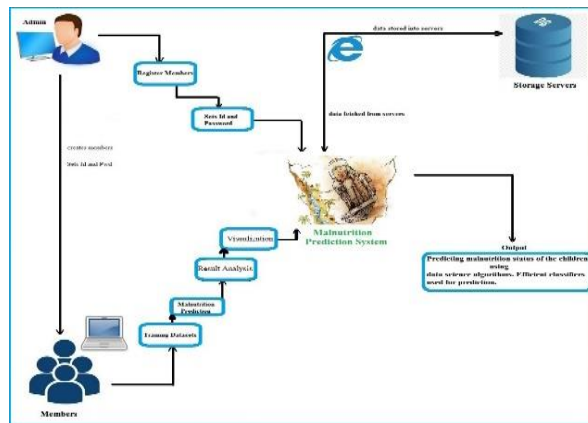 Admin
data stored into servers
Register Members
Storage Servers
Sets Id and
Password
data fetched from servers
creates members
Sets Id and Pwd
Malnutrition
Prediction System
Visualization
Result Analysis
Malnutrition
Prediction
Training Datasets
Output
Predicting malnutrition status of the children
using
data science algorithms. Efficient classifiers
used for prediction.
Members